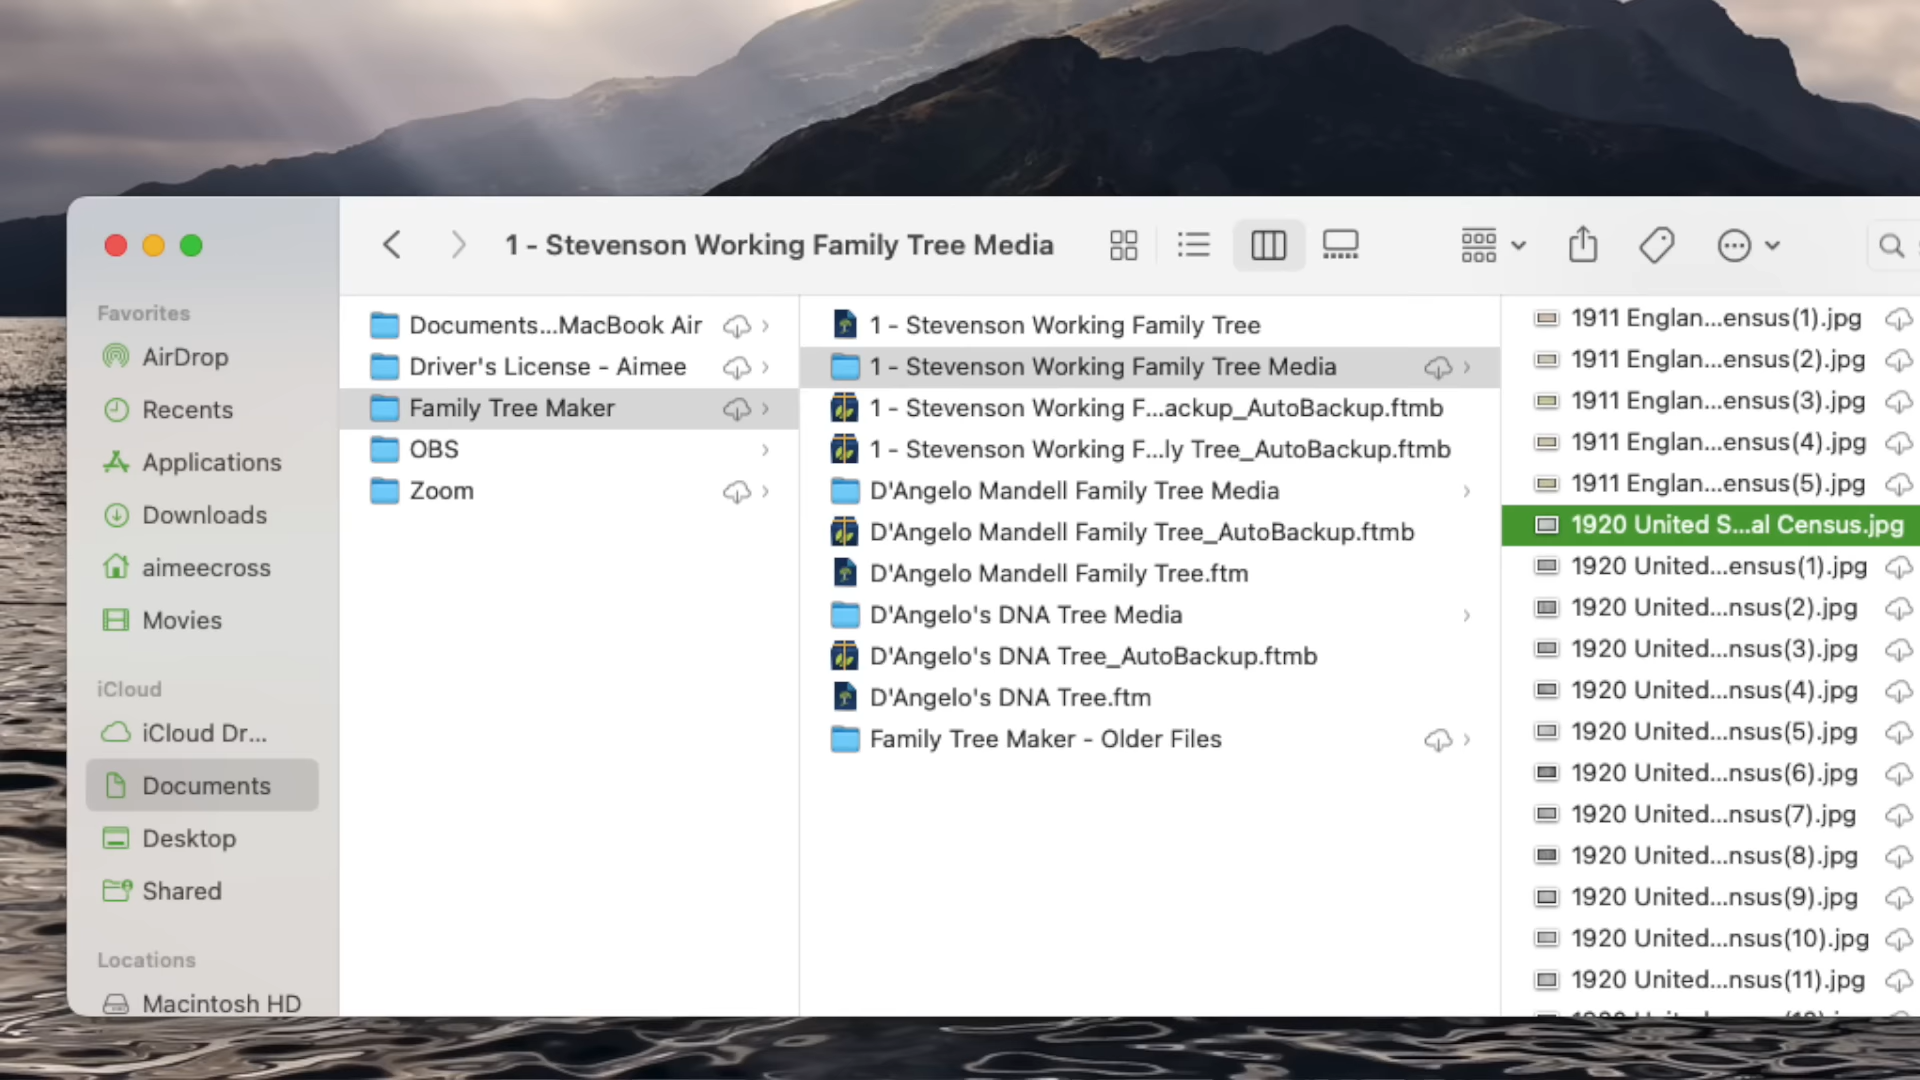 1 - Stevenson Working Family Tree Media
Favorites
AirDrop
Recents
Applications
Downloads
aimeecross
Movies
iCloud
iCloud Dr...
Documents
Desktop
Shared
Locations
Macintosh HD
Documents...MacBook Air
Driver's License - Aimee
Family Tree Maker
OBS
Zoom
1 - Stevenson Working Family Tree
1 - Stevenson Working Family Tree Media
1 - Stevenson Working F...ackup_AutoBackup.ftmb
1 - Stevenson Working F...ly Tree_AutoBackup.ftmb
D'Angelo Mandell Family Tree Media
D'Angelo Mandell Family Tree_AutoBackup.ftmb
D'Angelo Mandell Family Tree.ftm
D'Angelo's DNA Tree Media
D'Angelo's DNA Tree_AutoBackup.ftmb
D'Angelo's DNA Tree.ftm
Family Tree Maker - Older Files
1911 Englan...ensus(1).jpg
1911 Englan...ensus(2).jpg
1911 Englan...ensus(3).jpg
1911 Englan...ensus(4).jpg
1911 Englan...ensus(5).jpg
1920 United S...al Census.jpg
1920 United...ensus(1).jpg
1920 United...nsus(2).jpg
1920 United...nsus(3).jpg
1920 United...nsus(4).jpg
1920 United...nsus(5).jpg
1920 United...nsus(6).jpg
1920 United...nsus(7).jpg
1920 United...nsus(8).jpg
1920 United...nsus(9).jpg
1920 United...nsus(10).jpg
1920 United...nsus(11).jpg